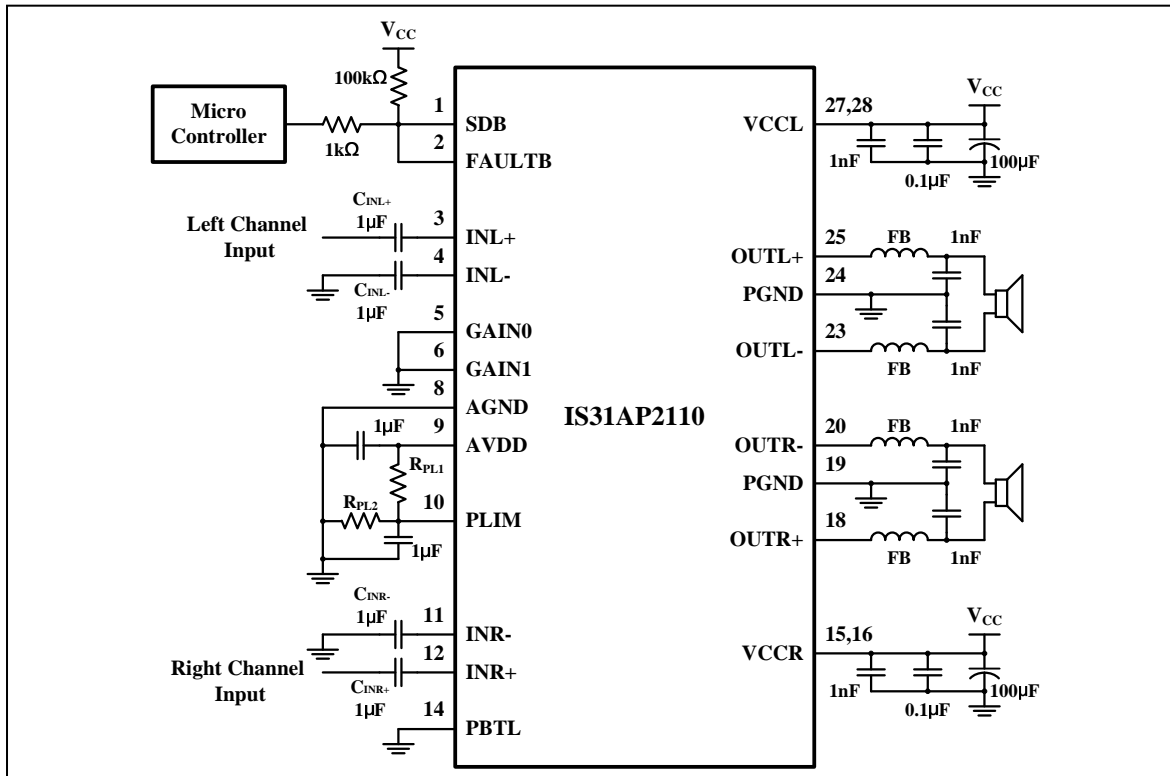 VCC
100kΩ
Micro
Controller
1kΩ
1
SDB
2
FAULTB
Left Channel
Input
CINL+
1µF
3
INL+
4
INL-
CINL-
1µF
5
GAIN0
6
GAIN1
8
AGND
1µF
9
AVDD
RPL1
RPL2
10
PLIM
1µF
CINR-
1µF
11
INR-
Right Channel
Input
12
INR+
CINR+
1µF
14
PBTL
IS31AP2110
VCC
27,28
VCCL
1nF
0.1µF
100µF
25
OUTL+
FB
1nF
24
PGND
23
OUTL-
FB
1nF
20
OUTR-
FB
1nF
19
PGND
18
OUTR+
FB
1nF
VCC
15,16
VCCR
1nF
0.1µF
100µF